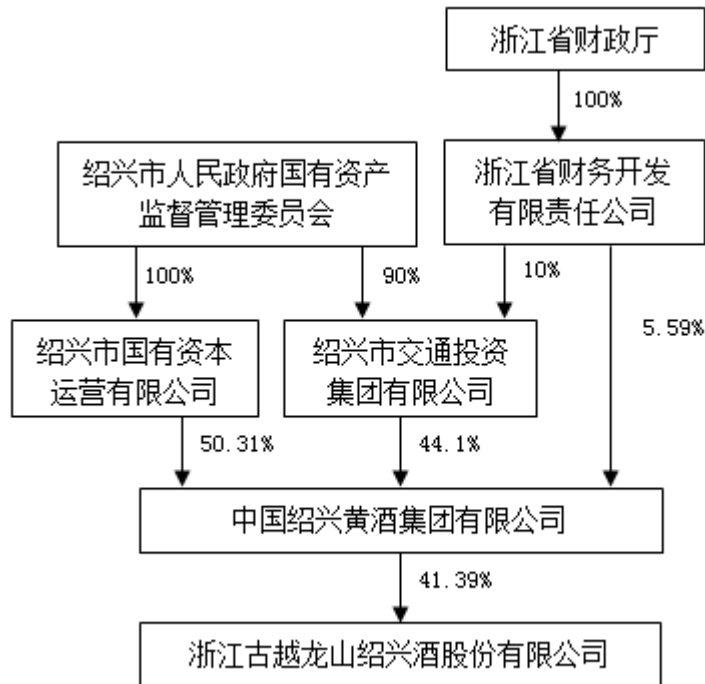 浙江省财政厅
100%
绍兴市人民政府国有资产
监督管理委员会
浙江省财务开发
有限责任公司
100%
90%
10%
5.59%
绍兴市国有资本
运营有限公司
绍兴市交通投资
集团有限公司
50.31%
44.1%
中国绍兴黄酒集团有限公司
41.39%
浙江古越龙山绍兴酒股份有限公司